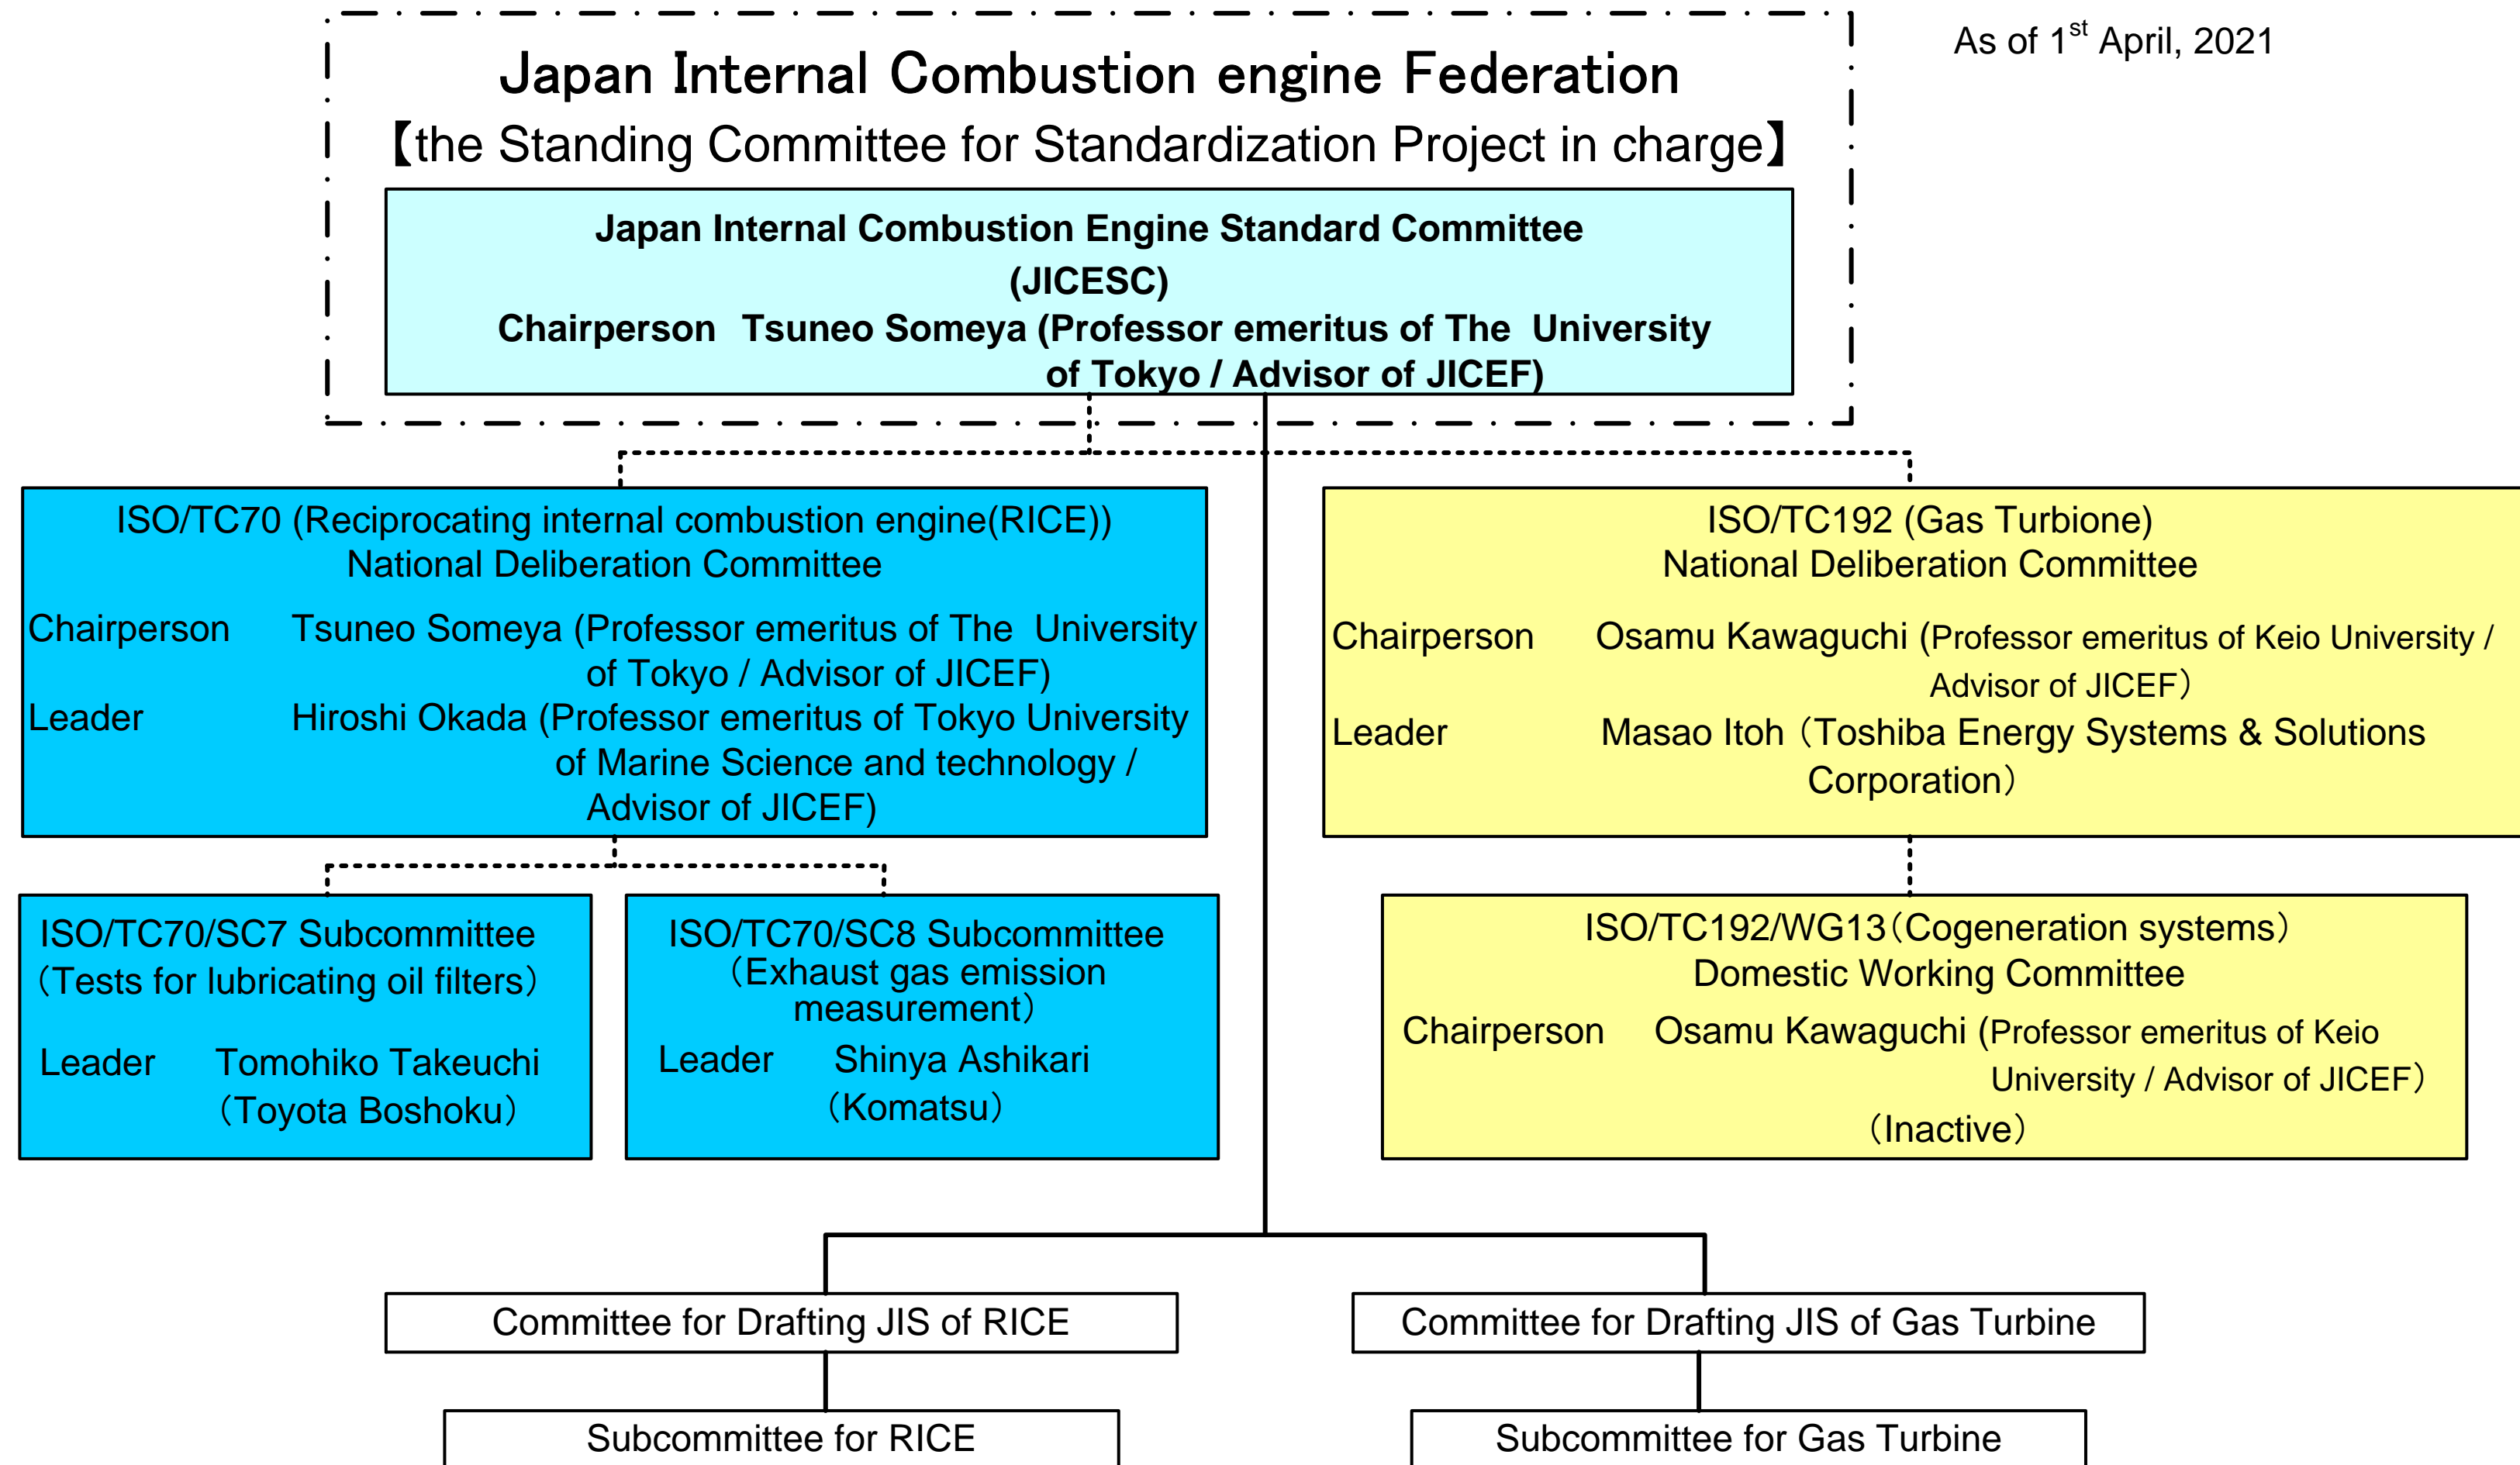 As of 1st April, 2021
Japan Internal Combustion engine Federation
【the Standing Committee for Standardization Project in charge】
Japan Internal Combustion Engine Standard Committee
(JICESC)
Chairperson Tsuneo Someya (Professor emeritus of The University
of Tokyo / Advisor of JICEF)
ISO/TC70 (Reciprocating internal combustion engine(RICE))
National Deliberation Committee
Chairperson Tsuneo Someya (Professor emeritus of The University
of Tokyo / Advisor of JICEF)
Leader Hiroshi Okada (Professor emeritus of Tokyo University
of Marine Science and technology /
Advisor of JICEF)
ISO/TC192 (Gas Turbione)
National Deliberation Committee
Chairperson Osamu Kawaguchi (Professor emeritus of Keio University /
Advisor of JICEF）
Leader Masao Itoh（Toshiba Energy Systems & Solutions
Corporation）
ISO/TC70/SC7 Subcommittee
（Tests for lubricating oil filters）
Leader Tomohiko Takeuchi
（Toyota Boshoku）
ISO/TC70/SC8 Subcommittee
（Exhaust gas emission
measurement）
Leader Shinya Ashikari
（Komatsu）
ISO/TC192/WG13（Cogeneration systems）
Domestic Working Committee
Chairperson Osamu Kawaguchi (Professor emeritus of Keio
University / Advisor of JICEF）
（Inactive）
Committee for Drafting JIS of RICE
Committee for Drafting JIS of Gas Turbine
Subcommittee for RICE
Subcommittee for Gas Turbine